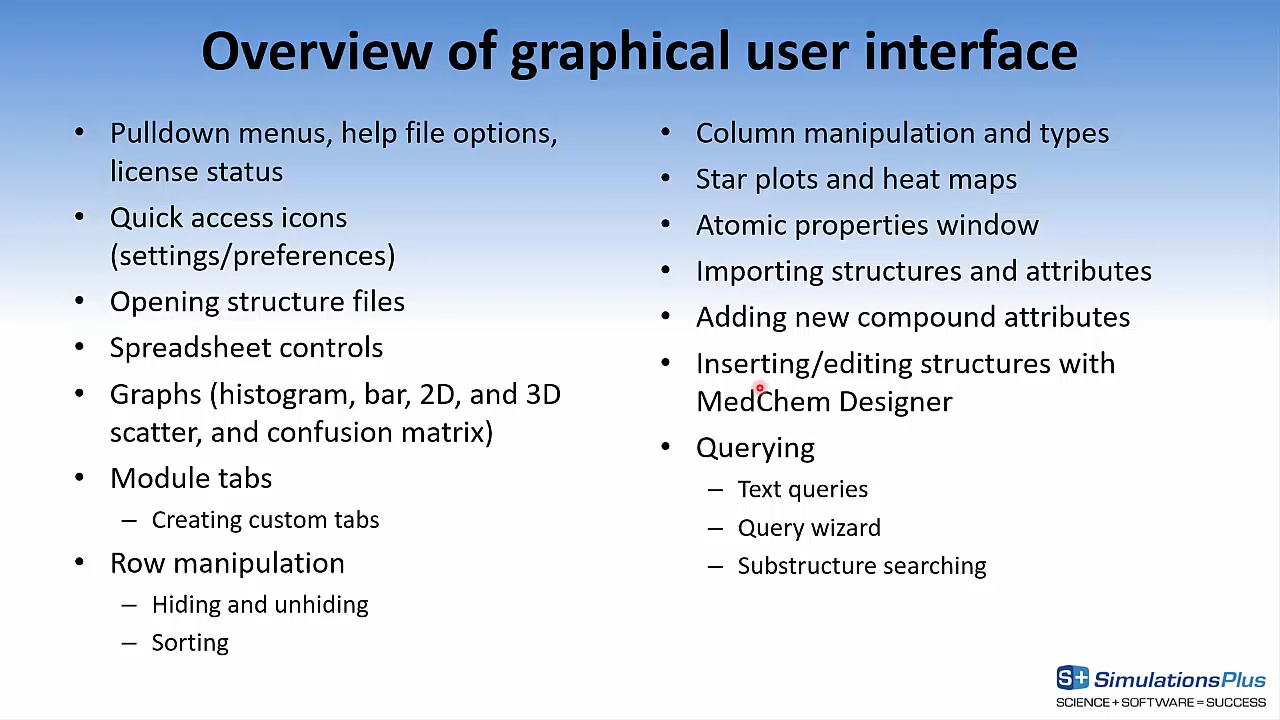 Overview of graphical user interface
• Pulldown menus, help file options,
license status
• Quick access icons
(settings/preferences)
• Opening structure files
• Spreadsheet controls
• Graphs (histogram, bar, 2D, and 3D
scatter, and confusion matrix)
• Module tabs
– Creating custom tabs
• Row manipulation
– Hiding and unhiding
– Sorting
• Column manipulation and types
• Star plots and heat maps
• Atomic properties window
• Importing structures and attributes
• Adding new compound attributes
• Inserting/editing structures with
MedChem Designer
• Querying
– Text queries
– Query wizard
– Substructure searching
S+ SimulationsPlus
SCIENCE + SOFTWARE = SUCCESS